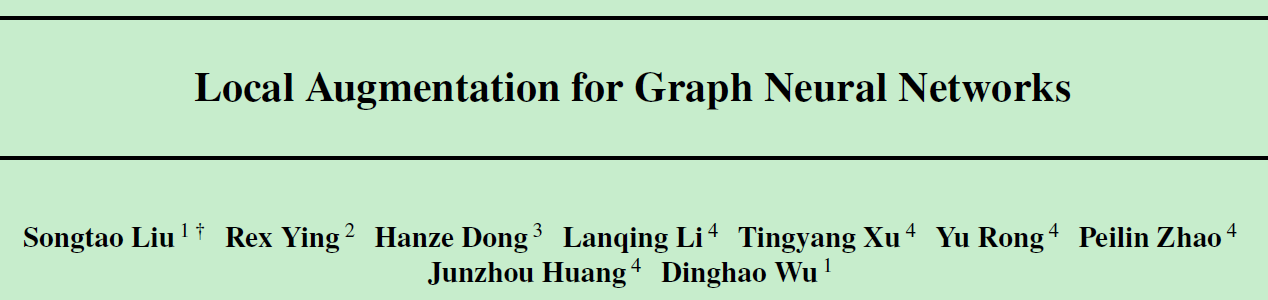 Local Augmentation for Graph Neural Networks
Songtao Liu 1 † Rex Ying 2 Hanze Dong 3 Lanqing Li 4 Tingyang Xu 4 Yu Rong 4 Peilin Zhao 4
Junzhou Huang 4 Dinghao Wu 1